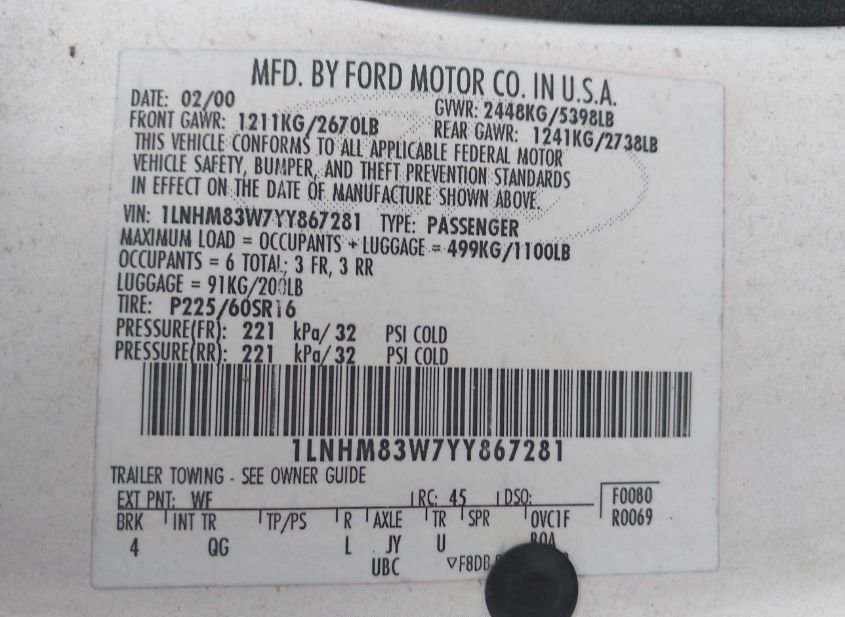 MFD. BY FORD MOTOR CO. IN U.S.A.
DATE: 02/00 GVWR: 2448KG/5398LB
FRONT GAWR: 1211KG/2670LB REAR GAWR: 1241KG/2738LB
THIS VEHICLE CONFORMS TO ALL APPLICABLE FEDERAL MOTOR
VEHICLE SAFETY, BUMPER, AND THEFT PREVENTION STANDARDS
IN EFFECT ON THE DATE OF MANUFACTURE SHOWN ABOVE.
VIN: 1LNHM83W7YY867281 TYPE: PASSENGER
MAXIMUM LOAD = OCCUPANTS + LUGGAGE = 499KG/1100LB
OCCUPANTS = 6 TOTAL; 3 FR, 3 RR
LUGGAGE = 91KG/200LB
TIRE: P225/60SR16
PRESSURE(FR): 221 kPa/ 32 PSI COLD
PRESSURE(RR): 221 kPa/ 32 PSI COLD
1LNHM83W7YY867281
TRAILER TOWING - SEE OWNER GUIDE
EXT PNT: WF RC: 45 DSO: F0080
BRK INT TR TP/PS R AXLE TR SPR OVC1F R0069
4 QG L JY U
UBC ▽F8DB